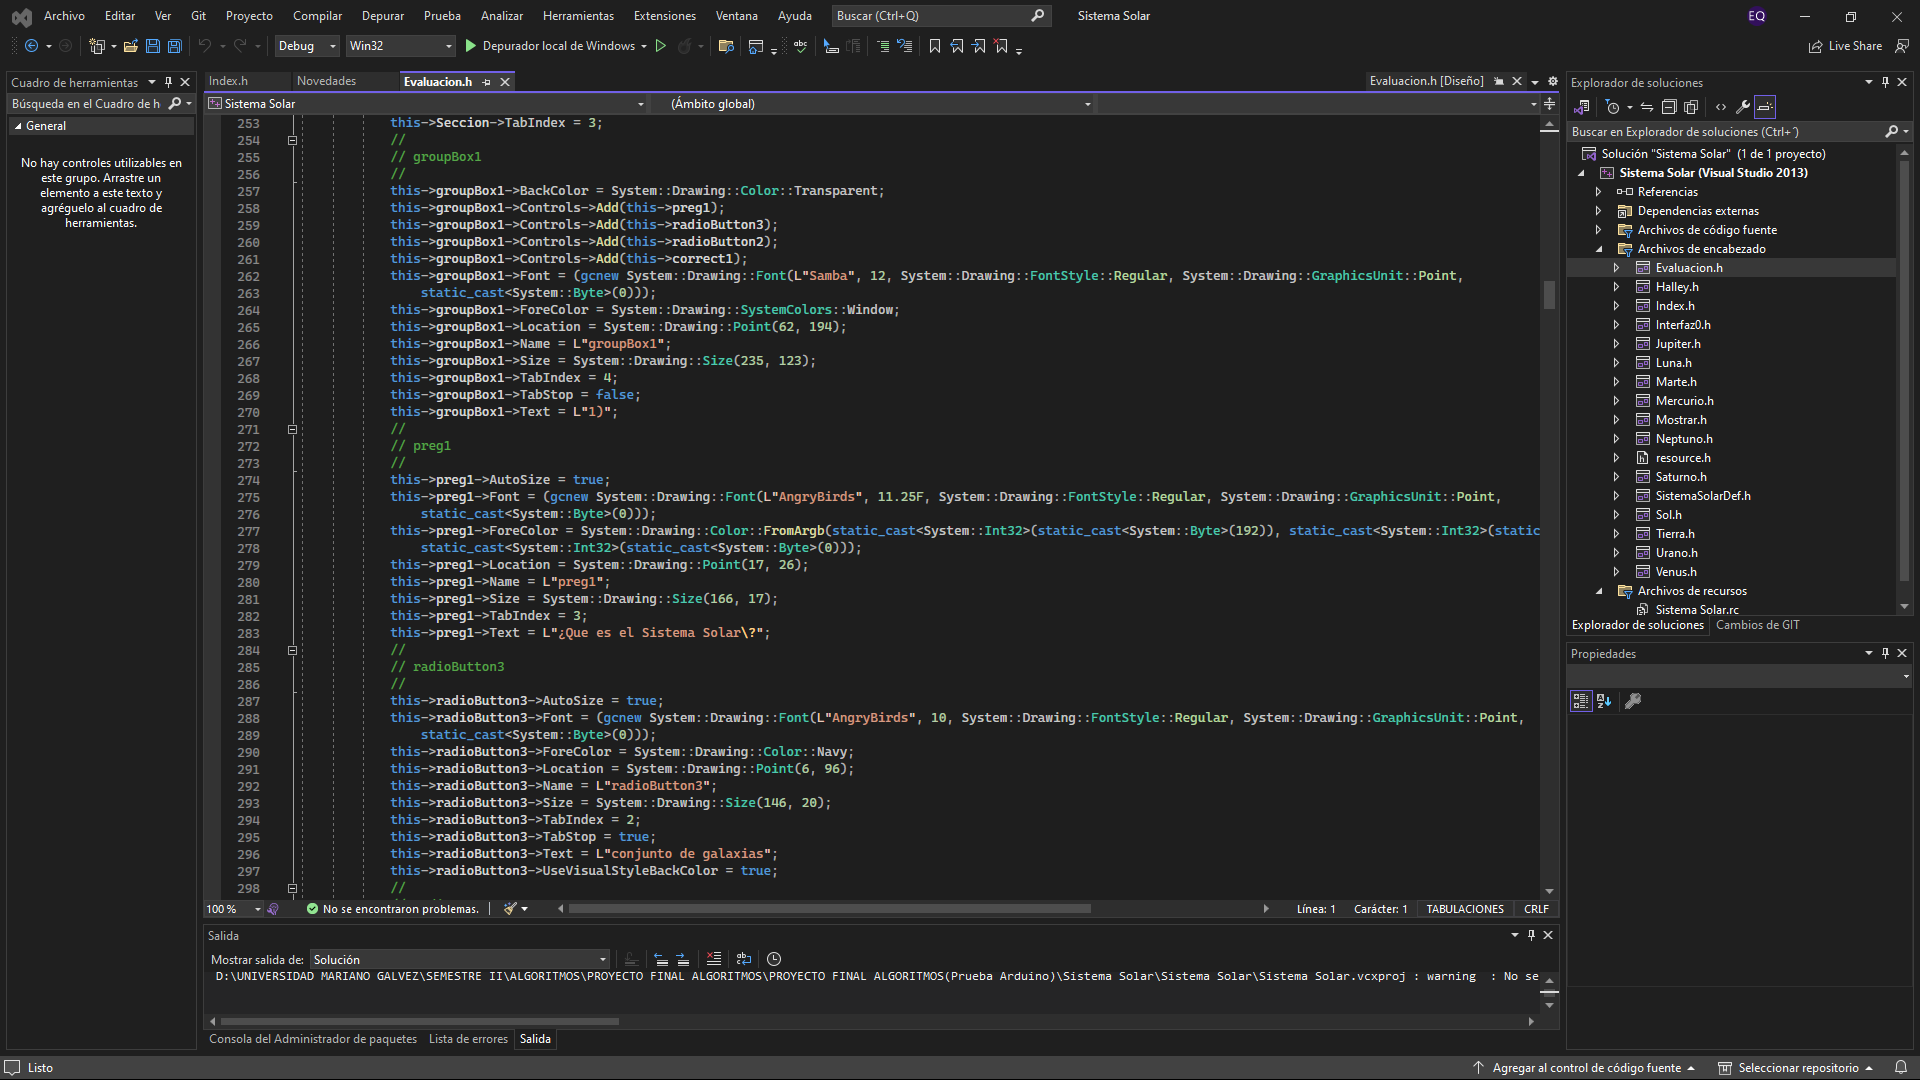 Archivo Editar Ver Git Proyecto Compilar Depurar Prueba Analizar Herramientas Extensiones Ventana Ayuda Buscar (Ctrl+Q) Sistema Solar EQ
Debug Win32 Depurador local de Windows Live Share
Cuadro de herramientas
Búsqueda en el Cuadro de h
General
No hay controles utilizables en
este grupo. Arrastre un
elemento a este texto y
agréguelo al cuadro de
herramientas.
Index.h Novedades Evaluacion.h Evaluacion.h [Diseño]
Sistema Solar (Ámbito global)
253 this->Seccion->TabIndex = 3;
254 //
255 // groupBox1
256 //
257 this->groupBox1->BackColor = System::Drawing::Color::Transparent;
258 this->groupBox1->Controls->Add(this->preg1);
259 this->groupBox1->Controls->Add(this->radioButton3);
260 this->groupBox1->Controls->Add(this->radioButton2);
261 this->groupBox1->Controls->Add(this->correct1);
262 this->groupBox1->Font = (gcnew System::Drawing::Font(L"Samba", 12, System::Drawing::FontStyle::Regular, System::Drawing::GraphicsUnit::Point,
263 static_cast<System::Byte>(0)));
264 this->groupBox1->ForeColor = System::Drawing::SystemColors::Window;
265 this->groupBox1->Location = System::Drawing::Point(62, 194);
266 this->groupBox1->Name = L"groupBox1";
267 this->groupBox1->Size = System::Drawing::Size(235, 123);
268 this->groupBox1->TabIndex = 4;
269 this->groupBox1->TabStop = false;
270 this->groupBox1->Text = L"1)";
271 //
272 // preg1
273 //
274 this->preg1->AutoSize = true;
275 this->preg1->Font = (gcnew System::Drawing::Font(L"AngryBirds", 11.25F, System::Drawing::FontStyle::Regular, System::Drawing::GraphicsUnit::Point,
276 static_cast<System::Byte>(0)));
277 this->preg1->ForeColor = System::Drawing::Color::FromArgb(static_cast<System::Int32>(static_cast<System::Byte>(192)), static_cast<System::Int32>(static
278 static_cast<System::Int32>(static_cast<System::Byte>(0)));
279 this->preg1->Location = System::Drawing::Point(17, 26);
280 this->preg1->Name = L"preg1";
281 this->preg1->Size = System::Drawing::Size(166, 17);
282 this->preg1->TabIndex = 3;
283 this->preg1->Text = L"¿Que es el Sistema Solar\?";
284 //
285 // radioButton3
286 //
287 this->radioButton3->AutoSize = true;
288 this->radioButton3->Font = (gcnew System::Drawing::Font(L"AngryBirds", 10, System::Drawing::FontStyle::Regular, System::Drawing::GraphicsUnit::Point,
289 static_cast<System::Byte>(0)));
290 this->radioButton3->ForeColor = System::Drawing::Color::Navy;
291 this->radioButton3->Location = System::Drawing::Point(6, 96);
292 this->radioButton3->Name = L"radioButton3";
293 this->radioButton3->Size = System::Drawing::Size(146, 20);
294 this->radioButton3->TabIndex = 2;
295 this->radioButton3->TabStop = true;
296 this->radioButton3->Text = L"conjunto de galaxias";
297 this->radioButton3->UseVisualStyleBackColor = true;
298 //
100 % No se encontraron problemas. Línea: 1 Carácter: 1 TABULACIONES CRLF
Salida
Mostrar salida de: Solución
D:\UNIVERSIDAD MARIANO GALVEZ\SEMESTRE II\ALGORITMOS\PROYECTO FINAL ALGORITMOS\PROYECTO FINAL ALGORITMOS(Prueba Arduino)\Sistema Solar\Sistema Solar\Sistema Solar.vcxproj : warning : No se
Consola del Administrador de paquetes Lista de errores Salida
Explorador de soluciones
Buscar en Explorador de soluciones (Ctrl+´)
Solución "Sistema Solar" (1 de 1 proyecto)
Sistema Solar (Visual Studio 2013)
Referencias
Dependencias externas
Archivos de código fuente
Archivos de encabezado
Evaluacion.h
Halley.h
Index.h
Interfaz0.h
Jupiter.h
Luna.h
Marte.h
Mercurio.h
Mostrar.h
Neptuno.h
resource.h
Saturno.h
SistemaSolarDef.h
Sol.h
Tierra.h
Urano.h
Venus.h
Archivos de recursos
Sistema Solar.rc
Explorador de soluciones Cambios de GIT
Propiedades
Listo Agregar al control de código fuente Seleccionar repositorio